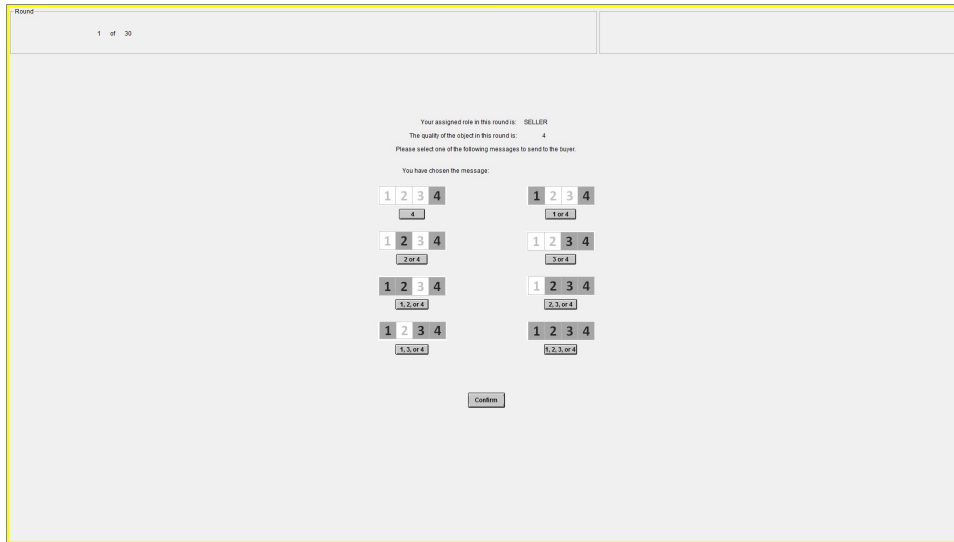 Round
1 of 30
Your assigned role in this round is: SELLER
The quality of the object in this round is: 4
Please select one of the following messages to send to the buyer.
You have chosen the message:
1 2 3 4 1 2 3 4
4 1 or 4
1 2 3 4 1 2 3 4
2 or 4 3 or 4
1 2 3 4 1 2 3 4
1, 2, or 4 2, 3, or 4
1 2 3 4 1 2 3 4
1, 3, or 4 1, 2, 3, or 4
Confirm